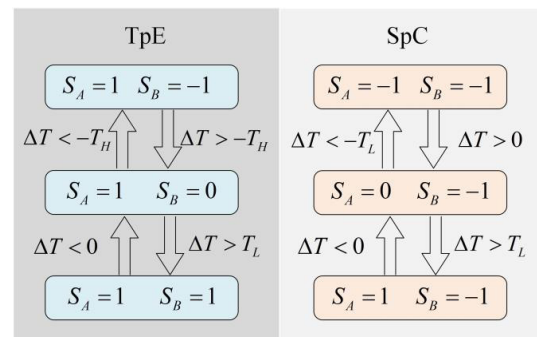 TpE
S_A = 1 S_B = −1
ΔT < −T_H ΔT > −T_H
S_A = 1 S_B = 0
ΔT < 0 ΔT > T_L
S_A = 1 S_B = 1
SpC
S_A = −1 S_B = −1
ΔT < −T_L ΔT > 0
S_A = 0 S_B = −1
ΔT < 0 ΔT > T_L
S_A = 1 S_B = −1